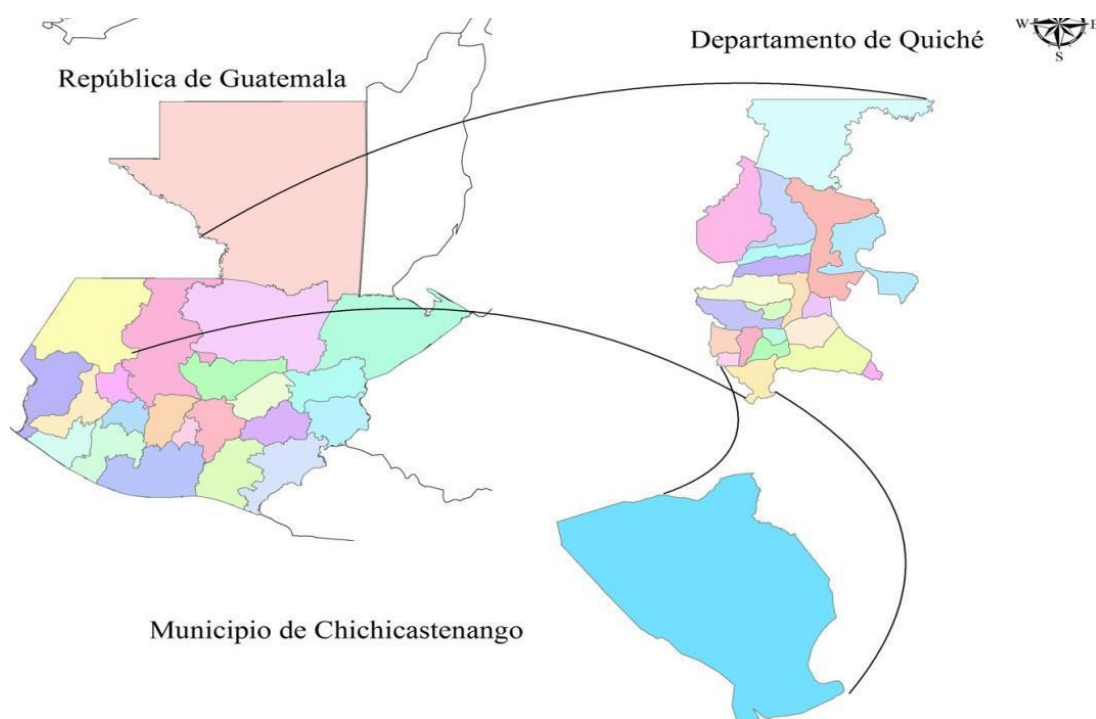 Departamento de Quiché
W E
S
República de Guatemala
Municipio de Chichicastenango